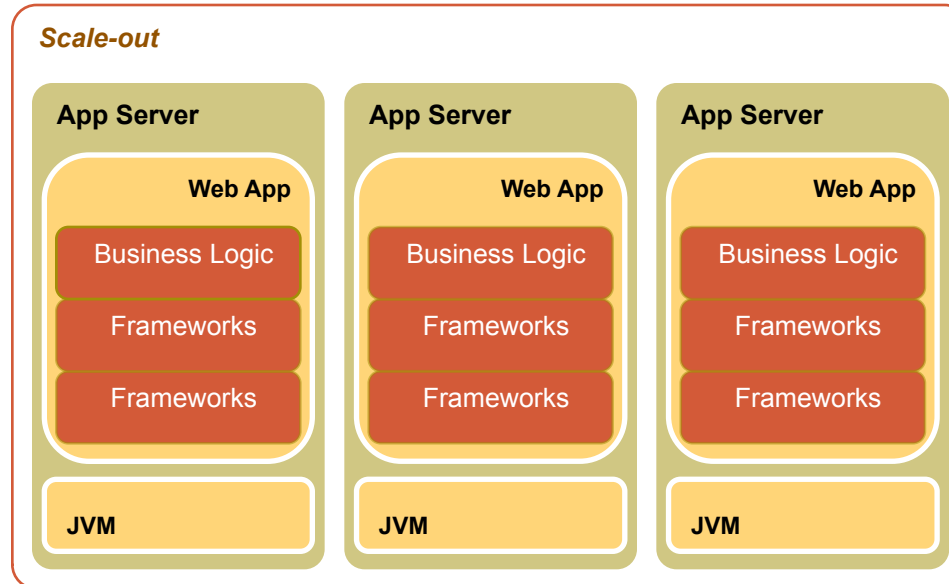 Scale-out
App Server
Web App
Business Logic
Frameworks
Frameworks
JVM
App Server
Web App
Business Logic
Frameworks
Frameworks
JVM
App Server
Web App
Business Logic
Frameworks
Frameworks
JVM